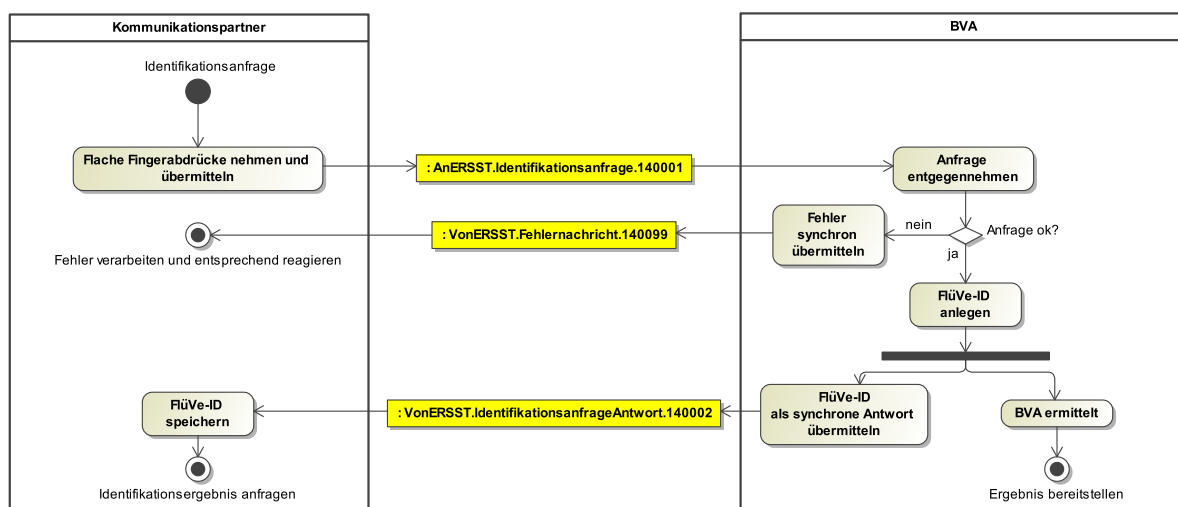 Kommunikationspartner
BVA
Identifikationsanfrage
Flache Fingerabdrücke nehmen und
übermitteln
: AnERSST.Identifikationsanfrage.140001
Anfrage
entgegennehmen
Fehler
synchron
übermitteln
nein
Anfrage ok?
: VonERSST.Fehlernachricht.140099
Fehler verarbeiten und entsprechend reagieren
ja
FlüVe-ID
anlegen
FlüVe-ID
speichern
: VonERSST.IdentifikationsanfrageAntwort.140002
FlüVe-ID
als synchrone Antwort
übermitteln
BVA ermittelt
Identifikationsergebnis anfragen
Ergebnis bereitstellen